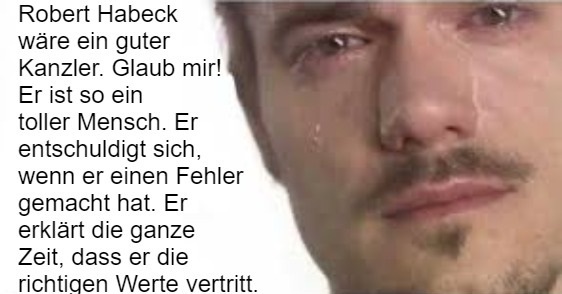 Robert Habeck
wäre ein guter
Kanzler. Glaub mir!
Er ist so ein
toller Mensch. Er
entschuldigt sich,
wenn er einen Fehler
gemacht hat. Er
erklärt die ganze
Zeit, dass er die
richtigen Werte vertritt.